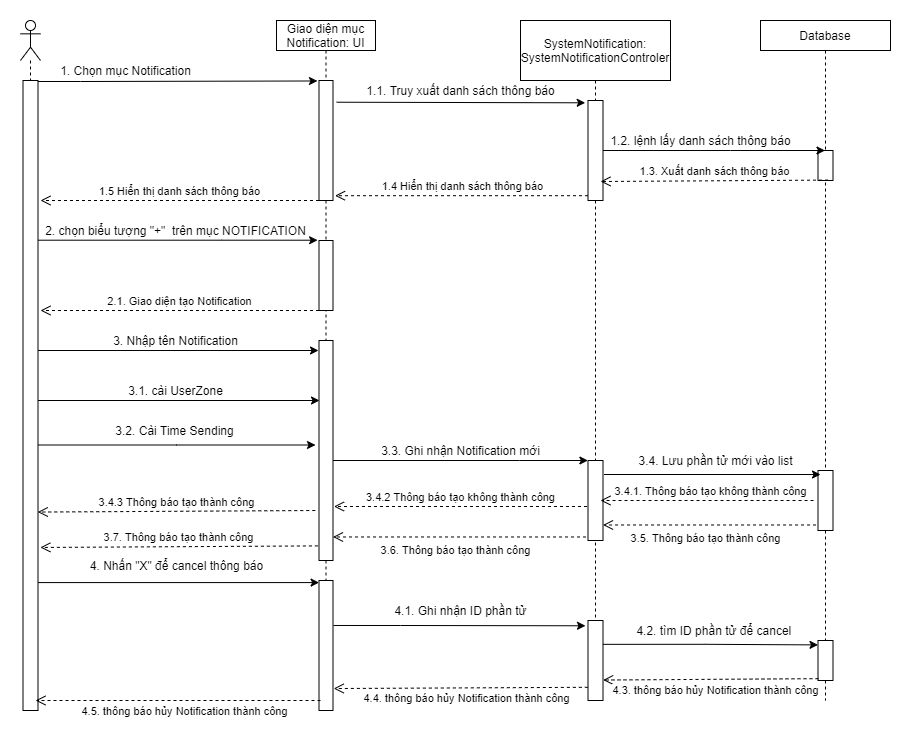 Giao diện mục
Notification: UI
SystemNotification:
SystemNotificationControler
Database
1. Chọn mục Notification
1.1. Truy xuất danh sách thông báo
1.2. lệnh lấy danh sách thông báo
1.3. Xuất danh sách thông báo
1.4 Hiển thị danh sách thông báo
1.5 Hiển thị danh sách thông báo
2. chọn biểu tượng "+" trên mục NOTIFICATION
2.1. Giao diện tạo Notification
3. Nhập tên Notification
3.1. cải UserZone
3.2. Cải Time Sending
3.3. Ghi nhận Notification mới
3.4. Lưu phần tử mới vào list
3.4.1. Thông báo tạo không thành công
3.4.2 Thông báo tạo không thành công
3.4.3 Thông báo tạo thành công
3.5. Thông báo tạo thành công
3.6. Thông báo tạo thành công
3.7. Thông báo tạo thành công
4. Nhấn "X" để cancel thông báo
4.1. Ghi nhận ID phần tử
4.2. tìm ID phần tử để cancel
4.3. thông báo hủy Notification thành công
4.4. thông báo hủy Notification thành công
4.5. thông báo hủy Notification thành công